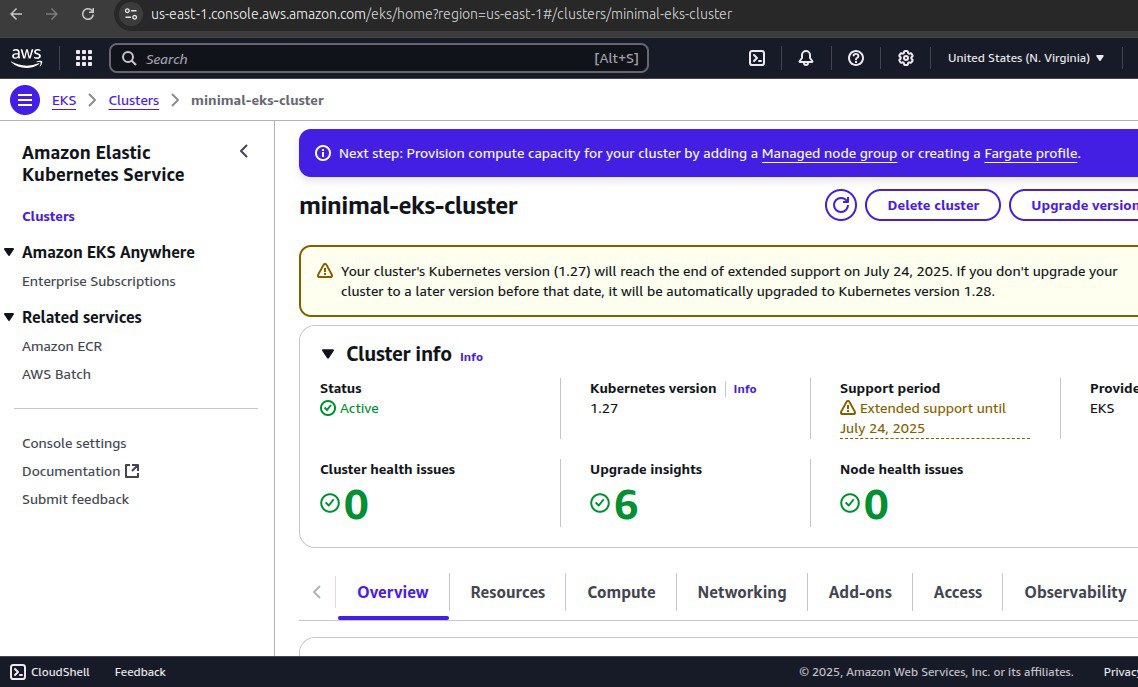 us-east-1.console.aws.amazon.com/eks/home?region=us-east-1#/clusters/minimal-eks-cluster
aws
Search
[Alt+S]
United States (N. Virginia)
EKS
Clusters
minimal-eks-cluster
Amazon Elastic
Kubernetes Service
Clusters
Amazon EKS Anywhere
Enterprise Subscriptions
Related services
Amazon ECR
AWS Batch
Console settings
Documentation
Submit feedback
Next step: Provision compute capacity for your cluster by adding a Managed node group or creating a Fargate profile.
minimal-eks-cluster
Delete cluster
Upgrade version
Your cluster's Kubernetes version (1.27) will reach the end of extended support on July 24, 2025. If you don't upgrade your
cluster to a later version before that date, it will be automatically upgraded to Kubernetes version 1.28.
Cluster info Info
Status
Active
Kubernetes version Info
1.27
Support period
Extended support until
July 24, 2025
Provide
EKS
Cluster health issues
0
Upgrade insights
6
Node health issues
0
Overview
Resources
Compute
Networking
Add-ons
Access
Observability
CloudShell
Feedback
© 2025, Amazon Web Services, Inc. or its affiliates.
Privacy